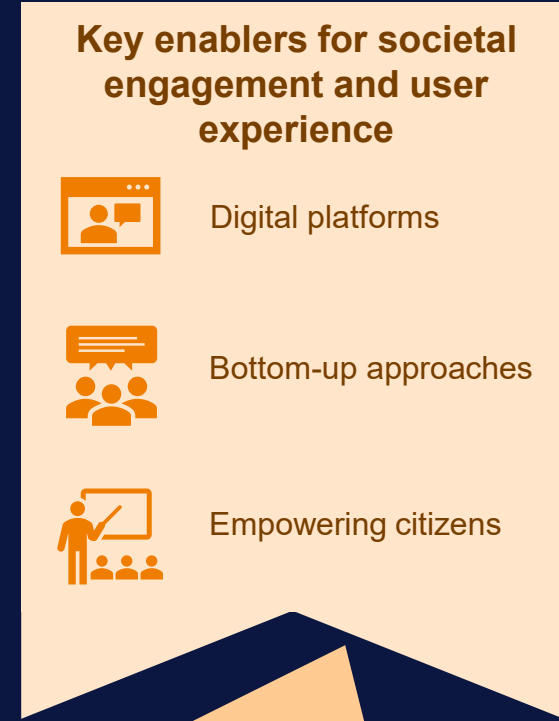 Key enablers for societal
engagement and user
experience
Digital platforms
Bottom-up approaches
Empowering citizens